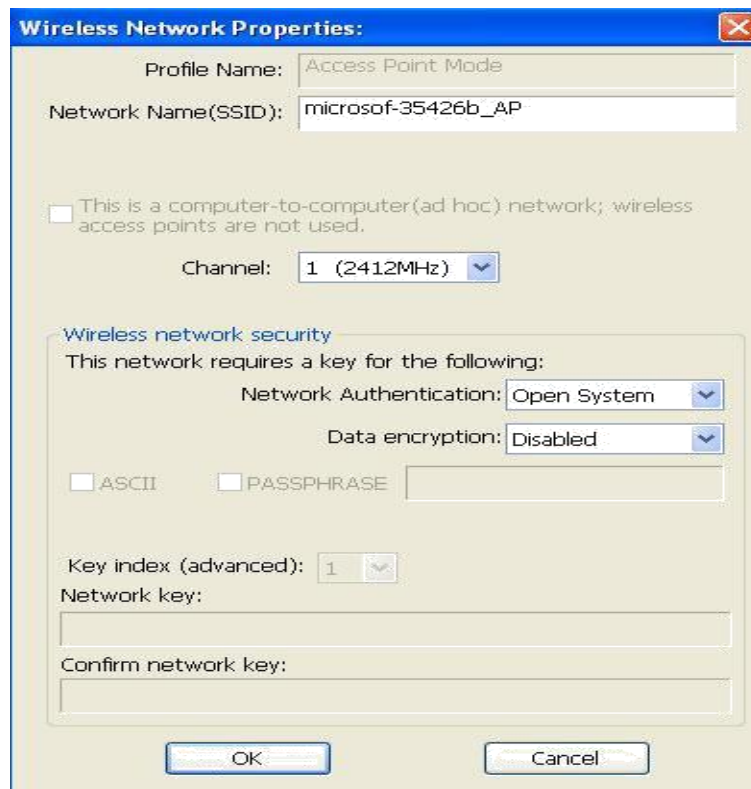 Wireless Network Properties:
Profile Name: Access Point Mode
Network Name(SSID): microsof-35426b_AP
This is a computer-to-computer(ad hoc) network; wireless
access points are not used.
Channel: 1 (2412MHz)
Wireless network security
This network requires a key for the following:
Network Authentication: Open System
Data encryption: Disabled
ASCII PASSPHRASE
Key index (advanced): 1
Network key:
Confirm network key:
OK Cancel